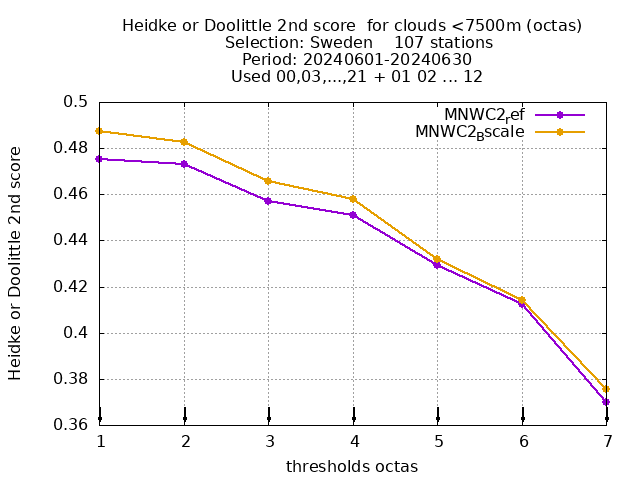 Heidke or Doolittle 2nd score  for clouds <7500m (octas)
Selection: Sweden    107 stations
Period: 20240601-20240630
Used 00,03,...,21 + 01 02 ... 12
MNWC2ref
MNWC2Bscale
Heidke or Doolittle 2nd score
0.5
0.48
0.46
0.44
0.42
0.4
0.38
0.36
1 2 3 4 5 6 7
thresholds octas